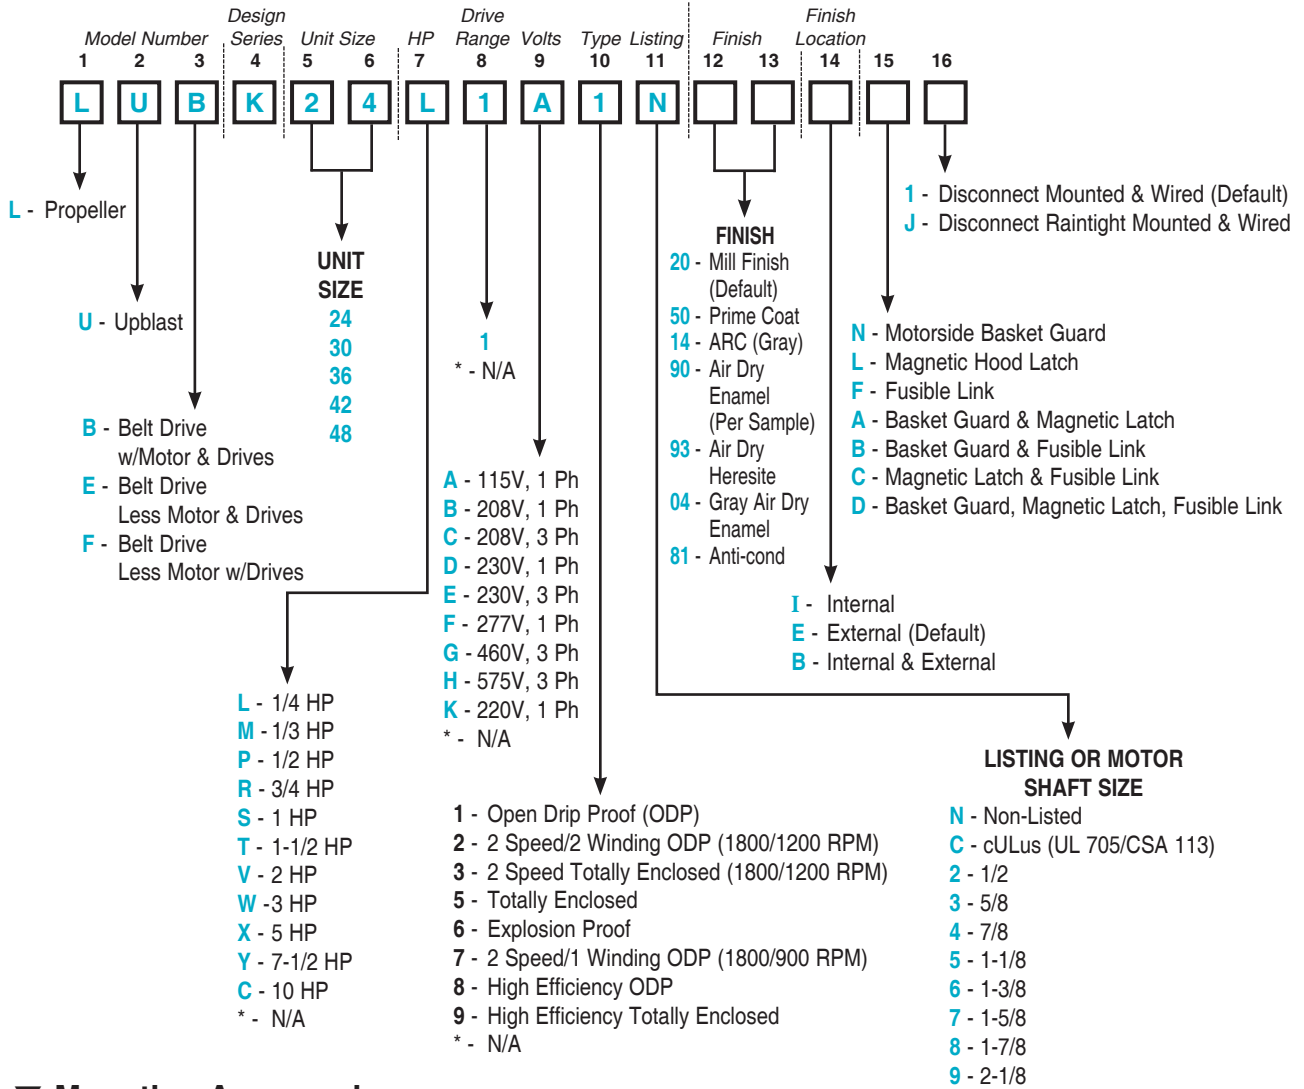 Design Drive Finish
Model Number Series Unit Size HP Range Volts Type Listing Finish Location
1 2 3 4 5 6 7 8 9 10 11 12 13 14 15 16
L U B K 2 4 L 1 A 1 N
L - Propeller
U - Upblast
B - Belt Drive
w/Motor & Drives
E - Belt Drive
Less Motor & Drives
F - Belt Drive
Less Motor w/Drives
UNIT
SIZE
24
30
36
42
48
L - 1/4 HP
M - 1/3 HP
P - 1/2 HP
R - 3/4 HP
S - 1 HP
T - 1-1/2 HP
V - 2 HP
W -3 HP
X - 5 HP
Y - 7-1/2 HP
C - 10 HP
* - N/A
1
* - N/A
A - 115V, 1 Ph
B - 208V, 1 Ph
C - 208V, 3 Ph
D - 230V, 1 Ph
E - 230V, 3 Ph
F - 277V, 1 Ph
G - 460V, 3 Ph
H - 575V, 3 Ph
K - 220V, 1 Ph
* - N/A
1 - Open Drip Proof (ODP)
2 - 2 Speed/2 Winding ODP (1800/1200 RPM)
3 - 2 Speed Totally Enclosed (1800/1200 RPM)
5 - Totally Enclosed
6 - Explosion Proof
7 - 2 Speed/1 Winding ODP (1800/900 RPM)
8 - High Efficiency ODP
9 - High Efficiency Totally Enclosed
* - N/A
FINISH
20 - Mill Finish
(Default)
50 - Prime Coat
14 - ARC (Gray)
90 - Air Dry
Enamel
(Per Sample)
93 - Air Dry
Heresite
04 - Gray Air Dry
Enamel
81 - Anti-cond
1 - Disconnect Mounted & Wired (Default)
J - Disconnect Raintight Mounted & Wired
N - Motorside Basket Guard
L - Magnetic Hood Latch
F - Fusible Link
A - Basket Guard & Magnetic Latch
B - Basket Guard & Fusible Link
C - Magnetic Latch & Fusible Link
D - Basket Guard, Magnetic Latch, Fusible Link
I - Internal
E - External (Default)
B - Internal & External
LISTING OR MOTOR
SHAFT SIZE
N - Non-Listed
C - cULus (UL 705/CSA 113)
2 - 1/2
3 - 5/8
4 - 7/8
5 - 1-1/8
6 - 1-3/8
7 - 1-5/8
8 - 1-7/8
9 - 2-1/8